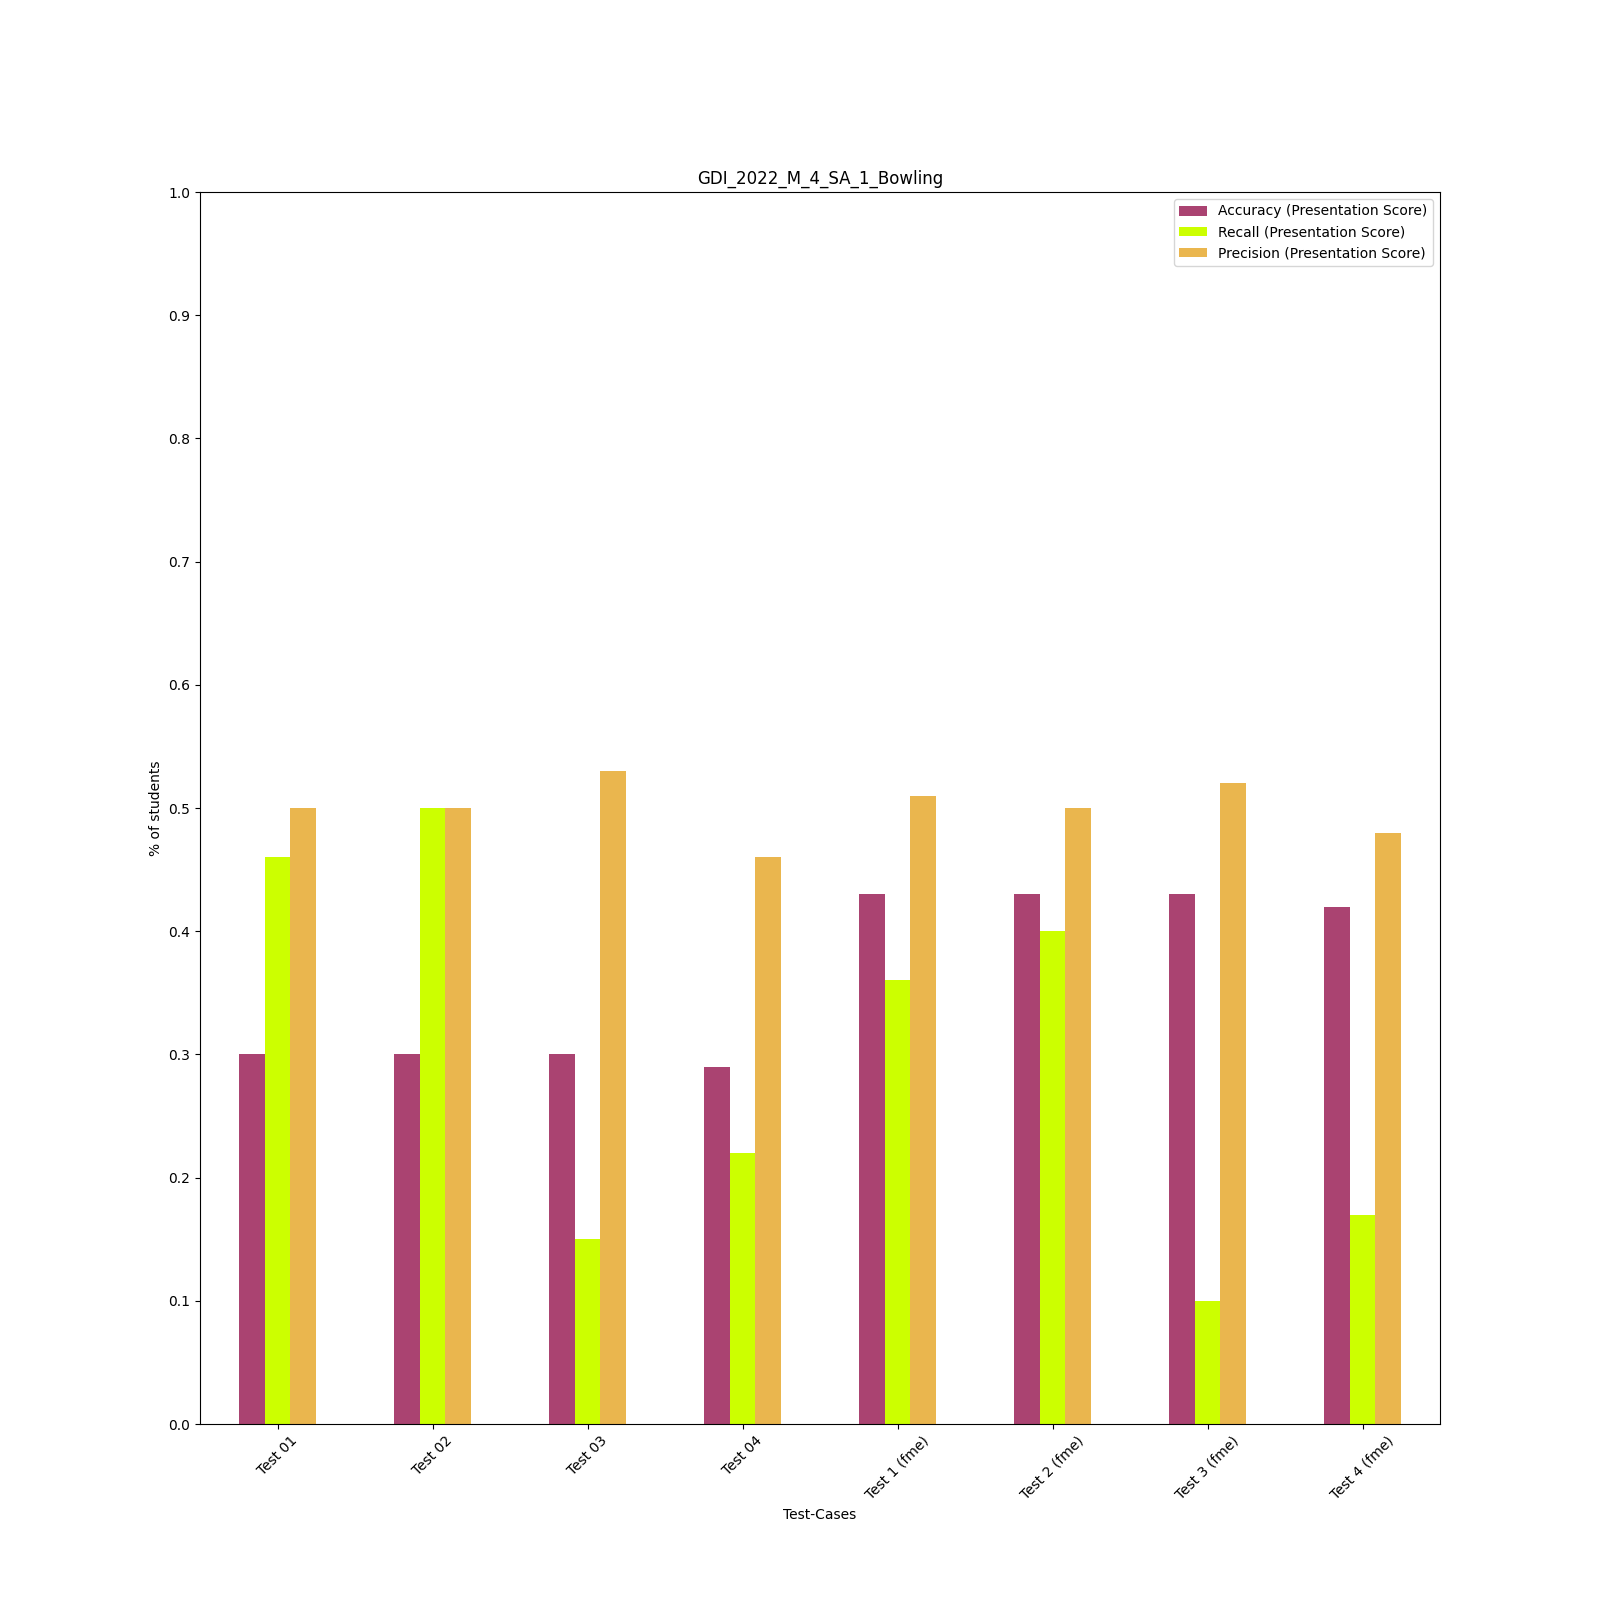 GDI_2022_M_4_SA_1_Bowling
Accuracy (Presentation Score)
Recall (Presentation Score)
Precision (Presentation Score)
% of students
1.0
0.9
0.8
0.7
0.6
0.5
0.4
0.3
0.2
0.1
0.0
Test 01
Test 02
Test 03
Test 04
Test 1 (fme)
Test 2 (fme)
Test 3 (fme)
Test 4 (fme)
Test-Cases